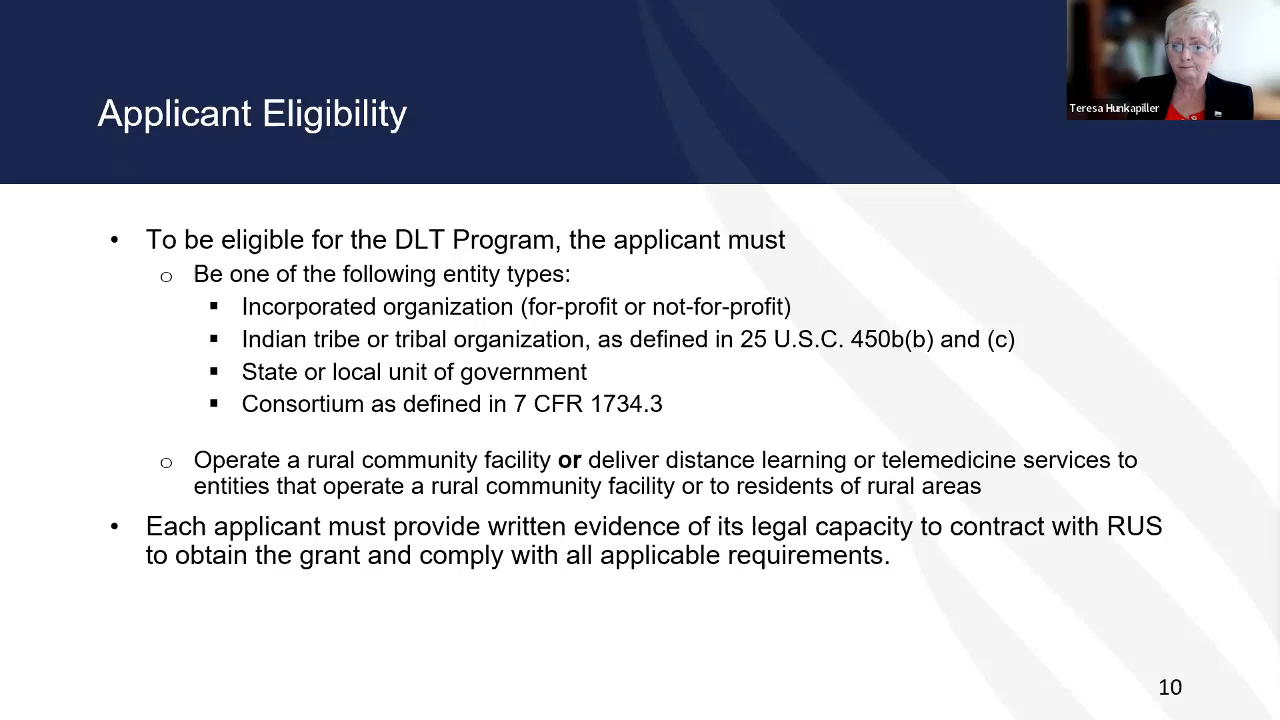 Teresa Hunkapiller
Applicant Eligibility
• To be eligible for the DLT Program, the applicant must
o Be one of the following entity types:
▪ Incorporated organization (for-profit or not-for-profit)
▪ Indian tribe or tribal organization, as defined in 25 U.S.C. 450b(b) and (c)
▪ State or local unit of government
▪ Consortium as defined in 7 CFR 1734.3
o Operate a rural community facility or deliver distance learning or telemedicine services to
entities that operate a rural community facility or to residents of rural areas
• Each applicant must provide written evidence of its legal capacity to contract with RUS
to obtain the grant and comply with all applicable requirements.
10